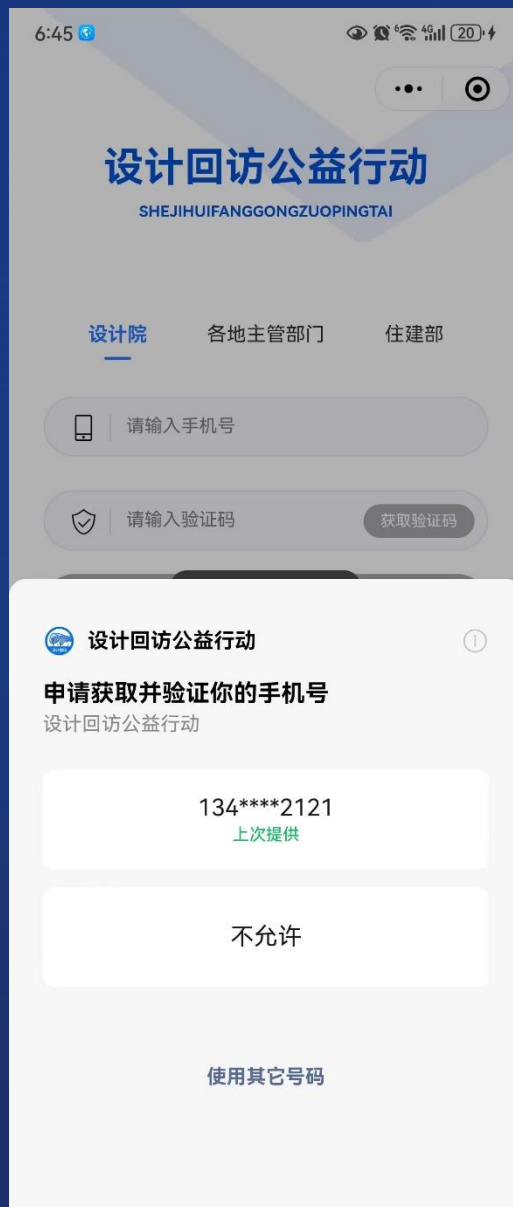 6:45
6 4G 20
设计回访公益行动
SHEJIHUIFANGGONGZUOPINGTAI
设计院 各地主管部门 住建部
请输入手机号
请输入验证码 获取验证码
设计回访公益行动
申请获取并验证你的手机号
设计回访公益行动
134****2121
上次提供
不允许
使用其它号码